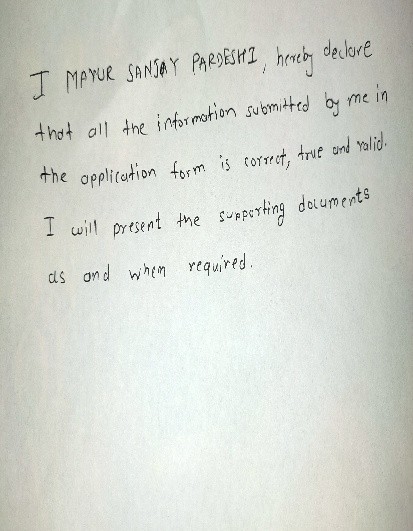 I MAYUR SANJAY PARDESHI, hereby declare
that all the information submitted by me in
the application form is correct, true and valid.
I will present the supporting documents
as and when required.